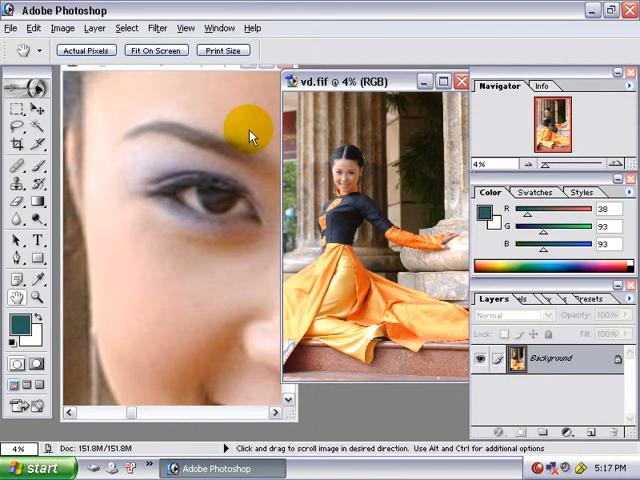 Adobe Photoshop
File Edit Image Layer Select Filter View Window Help
Actual Pixels Fit On Screen Print Size
vd.fif @ 4% (RGB)
Navigator Info
4%
Color Swatches Styles
R 38
G 93
B 93
Layers els s Presets
Normal Opacity: 100%
Lock: Fill: 100%
Background
4% Doc: 151.8M/151.8M Click and drag to scroll image in desired direction. Use Alt and Ctrl for additional options
start Adobe Photoshop 5:17 PM